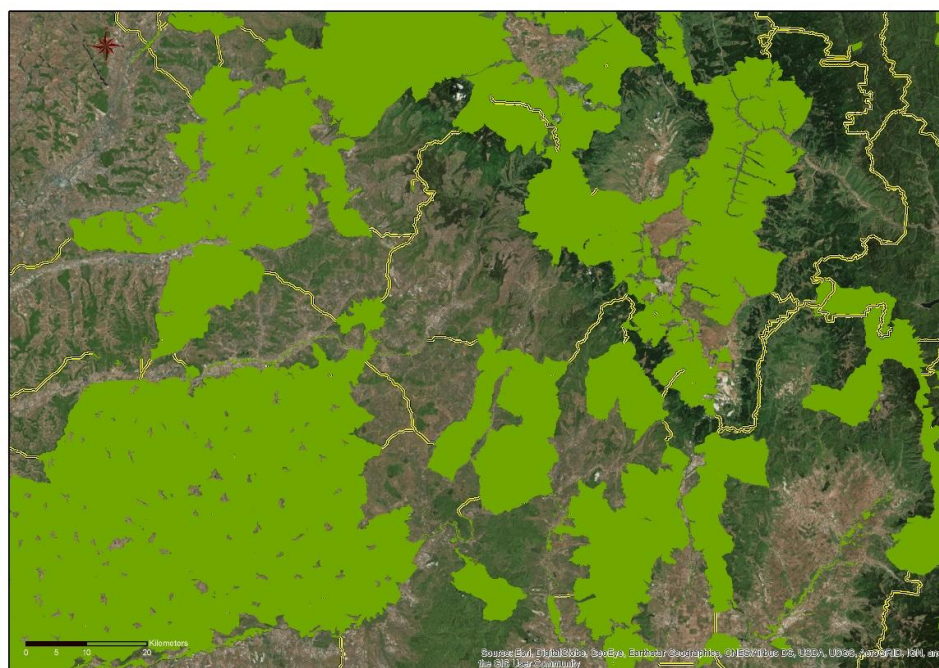 0 5 10 20 Kilometers
Sources: Esri, DigitalGlobe, GeoEye, Earthstar Geographics, CNES/Airbus DS, USDA, USGS, AeroGRID, IGN, and
the GIS User Community